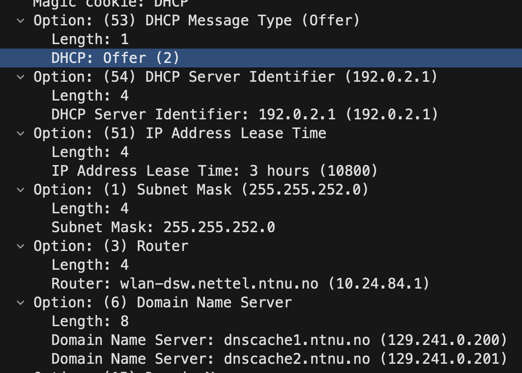 Magic cookie: DHCP
Option: (53) DHCP Message Type (Offer)
Length: 1
DHCP: Offer (2)
Option: (54) DHCP Server Identifier (192.0.2.1)
Length: 4
DHCP Server Identifier: 192.0.2.1 (192.0.2.1)
Option: (51) IP Address Lease Time
Length: 4
IP Address Lease Time: 3 hours (10800)
Option: (1) Subnet Mask (255.255.252.0)
Length: 4
Subnet Mask: 255.255.252.0
Option: (3) Router
Length: 4
Router: wlan-dsw.nettel.ntnu.no (10.24.84.1)
Option: (6) Domain Name Server
Length: 8
Domain Name Server: dnscache1.ntnu.no (129.241.0.200)
Domain Name Server: dnscache2.ntnu.no (129.241.0.201)